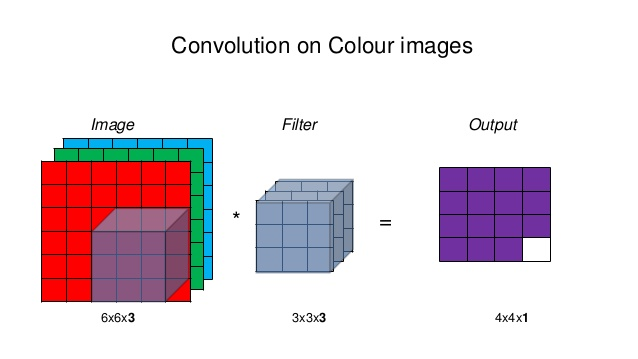 Convolution on Colour images
Image
Filter
Output
*
=
6x6x3
3x3x3
4x4x1